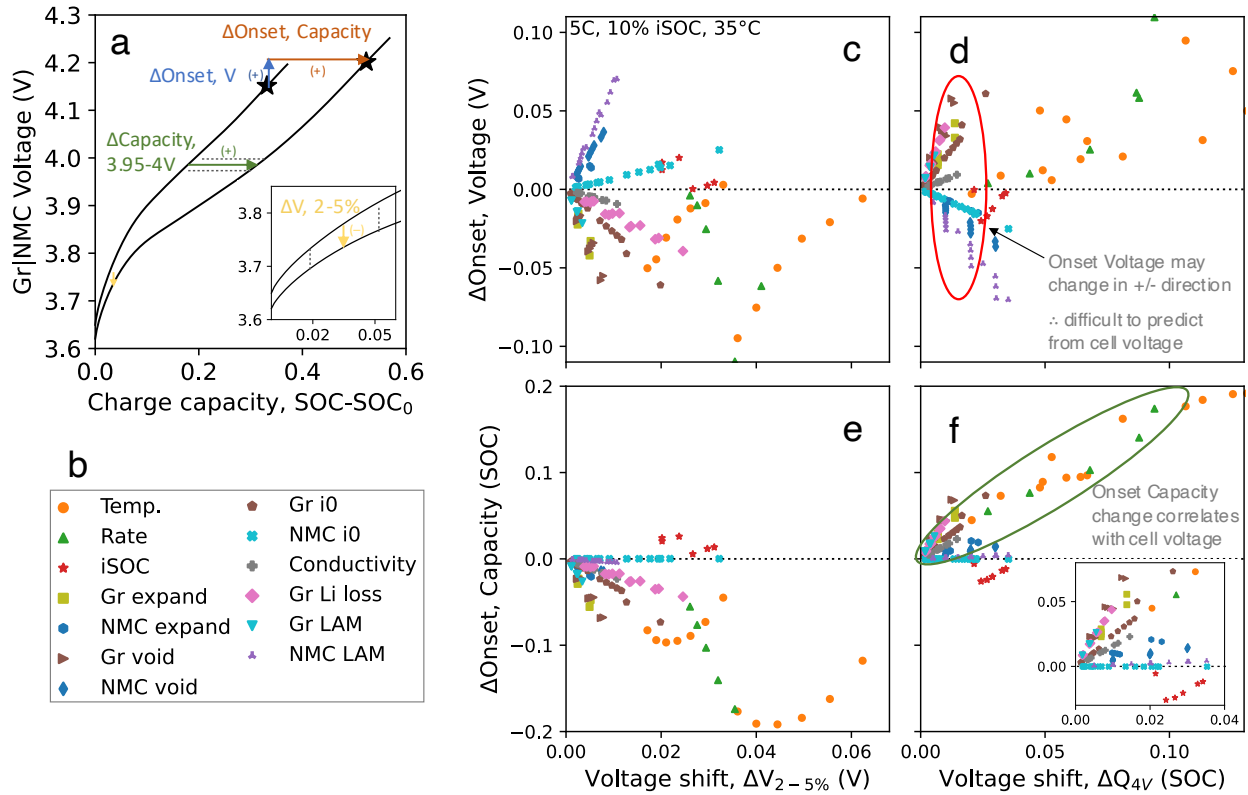 a
ΔOnset, Capacity
(+)
ΔOnset, V
(+)
ΔCapacity,
3.95-4V
(+)
ΔV, 2-5%
(−)
3.8
3.7
3.6
0.02
0.05
4.3
4.2
4.1
4.0
3.9
3.8
3.7
3.6
0.0
0.2
0.4
0.6
Gr|NMC Voltage (V)
Charge capacity, SOC-SOC₀
b
Temp.
Rate
iSOC
Gr expand
NMC expand
Gr void
NMC void
Gr i0
NMC i0
Conductivity
Gr Li loss
Gr LAM
NMC LAM
5C, 10% iSOC, 35°C
c
0.10
0.05
0.00
−0.05
−0.10
ΔOnset, Voltage (V)
d
Onset Voltage may
change in +/- direction
∴ difficult to predict
from cell voltage
e
0.2
0.1
0.0
−0.1
−0.2
ΔOnset, Capacity (SOC)
0.00
0.02
0.04
0.06
Voltage shift, ΔV₂₋₅% (V)
f
Onset Capacity
change correlates
with cell voltage
0.05
0.00
0.00
0.02
0.04
0.00
0.05
0.10
Voltage shift, ΔQ4V (SOC)